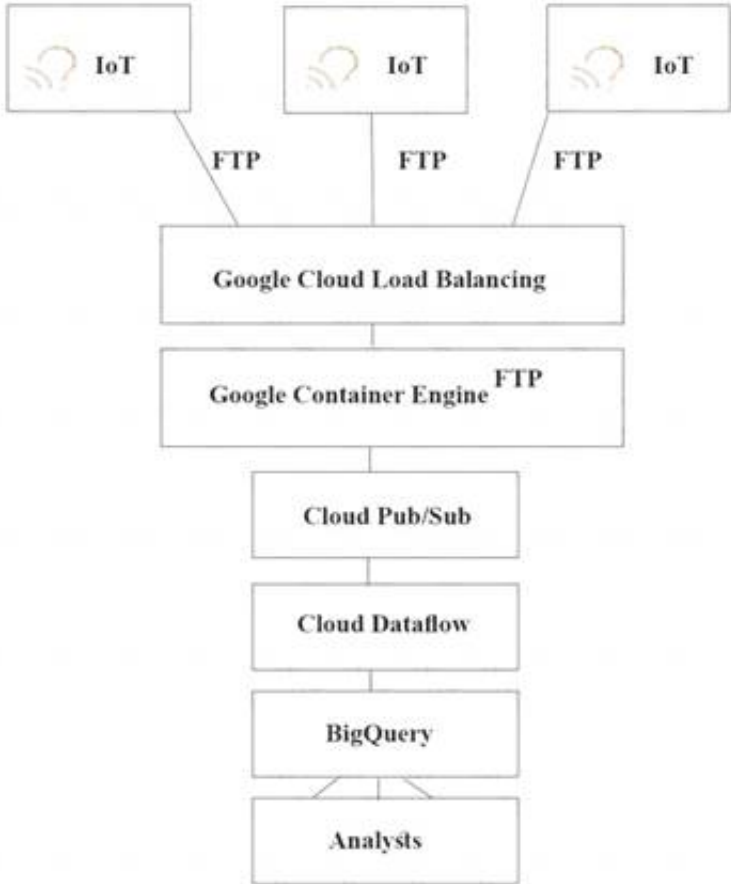 IoT
IoT
IoT
FTP
FTP
FTP
Google Cloud Load Balancing
Google Container Engine FTP
Cloud Pub/Sub
Cloud Dataflow
BigQuery
Analysts